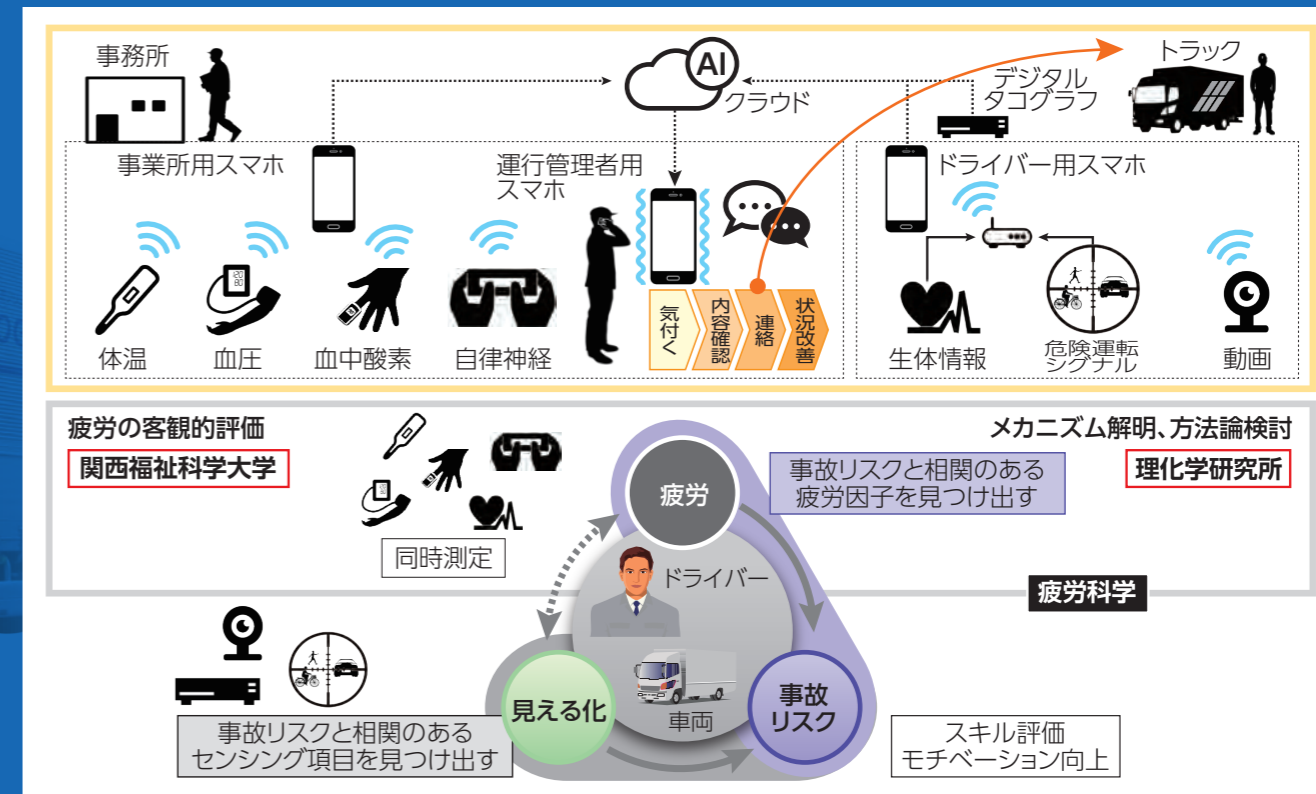 事務所
AI
クラウド
デジタル
タコグラフ
トラック
事業所用スマホ
運行管理者用
スマホ
ドライバー用スマホ
体温
血圧
血中酸素
自律神経
気付く
内容確認
連絡
状況改善
生体情報
危険運転
シグナル
動画
疲労の客観的評価
関西福祉科学大学
メカニズム解明、方法論検討
理化学研究所
事故リスクと相関のある
疲労因子を見つけ出す
疲労
同時測定
ドライバー
疲労科学
見える化
車両
事故
リスク
事故リスクと相関のある
センシング項目を見つけ出す
スキル評価
モチベーション向上